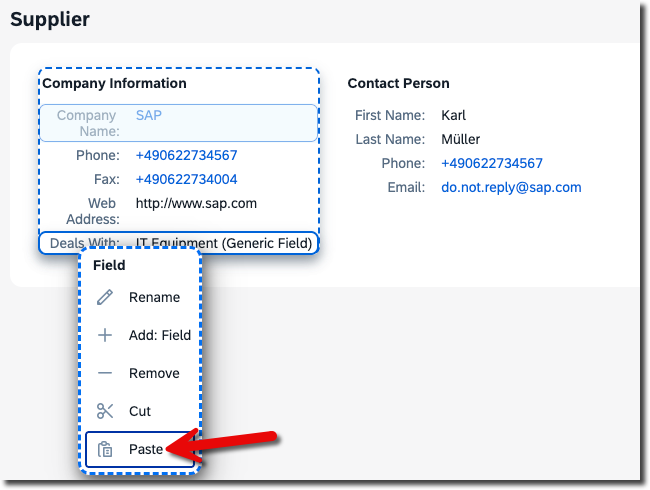 Supplier
Company Information
Company Name: SAP
Phone: +490622734567
Fax: +490622734004
Web Address: http://www.sap.com
Deals With: IT Equipment (Generic Field)
Contact Person
First Name: Karl
Last Name: Müller
Phone: +490622734567
Email: do.not.reply@sap.com
Field
Rename
Add: Field
Remove
Cut
Paste